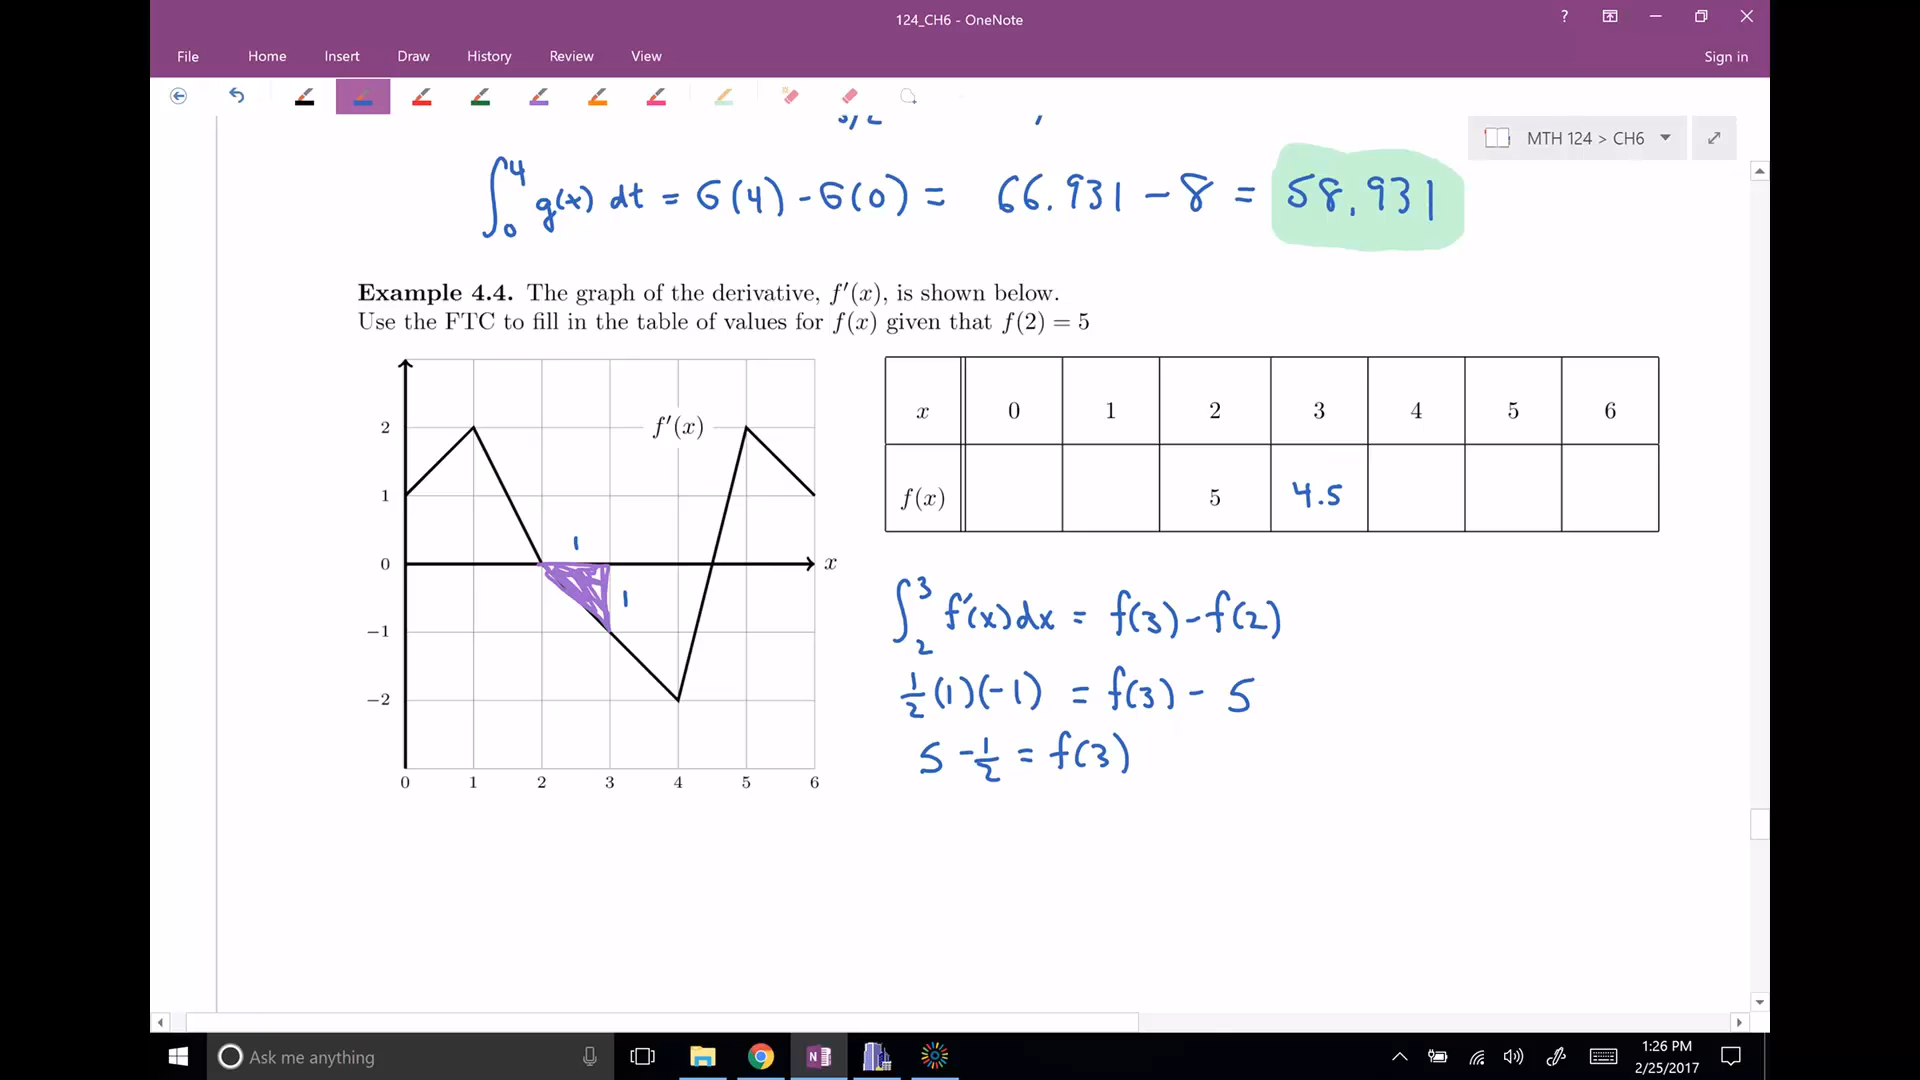 124_CH6 - OneNote
?
File Home Insert Draw History Review View Sign in
MTH 124 > CH6
∫₀⁴ g(x) dt = G(4) - G(0) = 66.931 - 8 = 58.931
Example 4.4. The graph of the derivative, f′(x), is shown below.
Use the FTC to fill in the table of values for f(x) given that f(2) = 5
f′(x)
2
1
0
−1
−2
0 1 2 3 4 5 6
x
1
1
x 0 1 2 3 4 5 6
f(x) 5 4.5
∫₂³ f′(x)dx = f(3) - f(2)
½(1)(-1) = f(3) - 5
5 - ½ = f(3)
Ask me anything
1:26 PM
2/25/2017